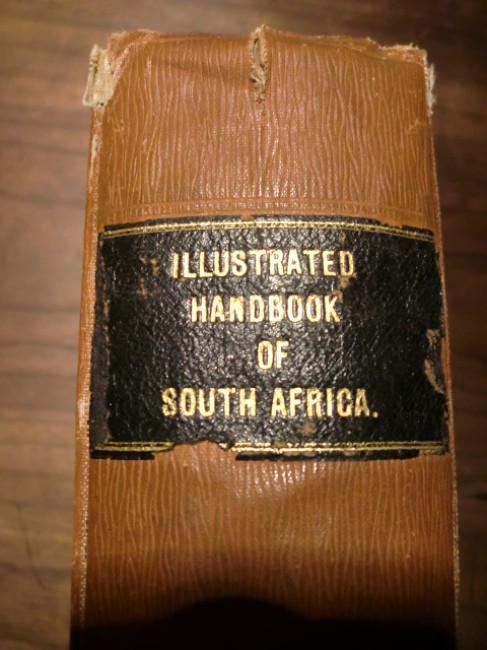 ILLUSTRATED
HANDBOOK
OF
SOUTH AFRICA.